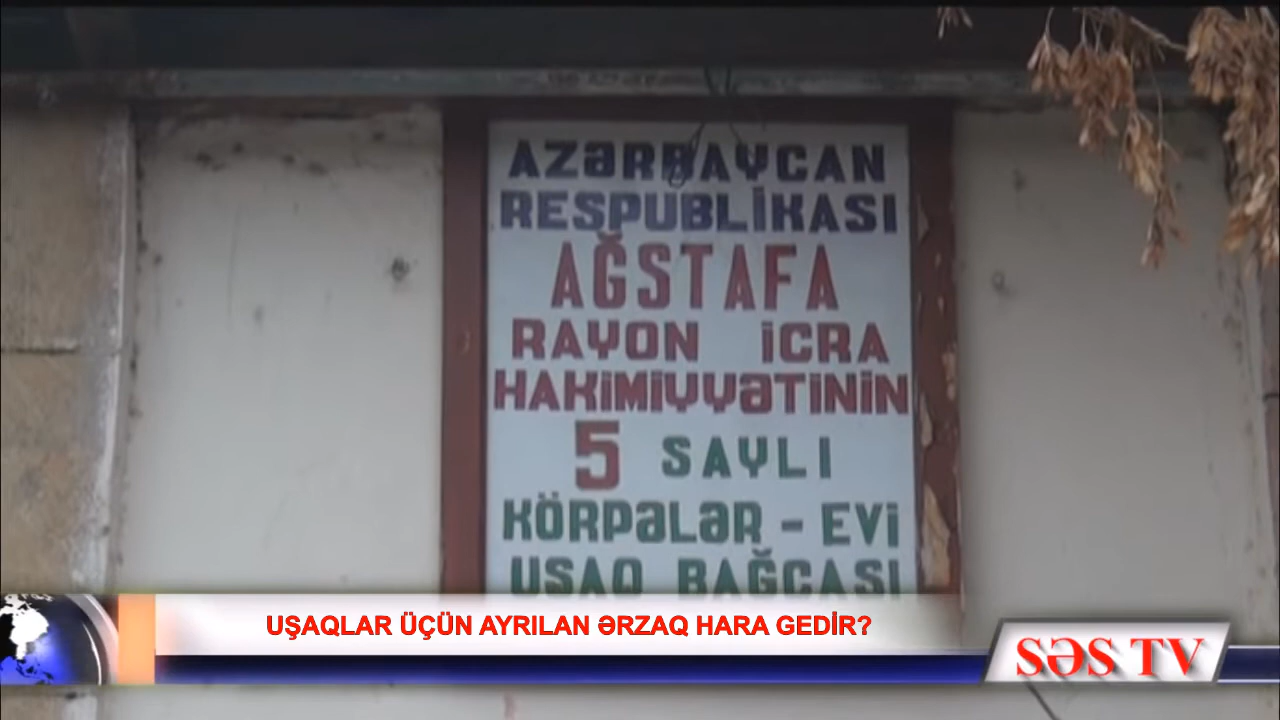 AZƏRBAYCAN
RESPUBLİKASI
AĞSTAFA
RAYON İCRA
HAKİMİYYƏTİNİN
5 SAYLI
KÖRPƏLƏR - EVİ
UŞAQ BAĞÇASI
UŞAQLAR ÜÇÜN AYRILAN ƏRZAQ HARA GEDİR?
SƏS TV